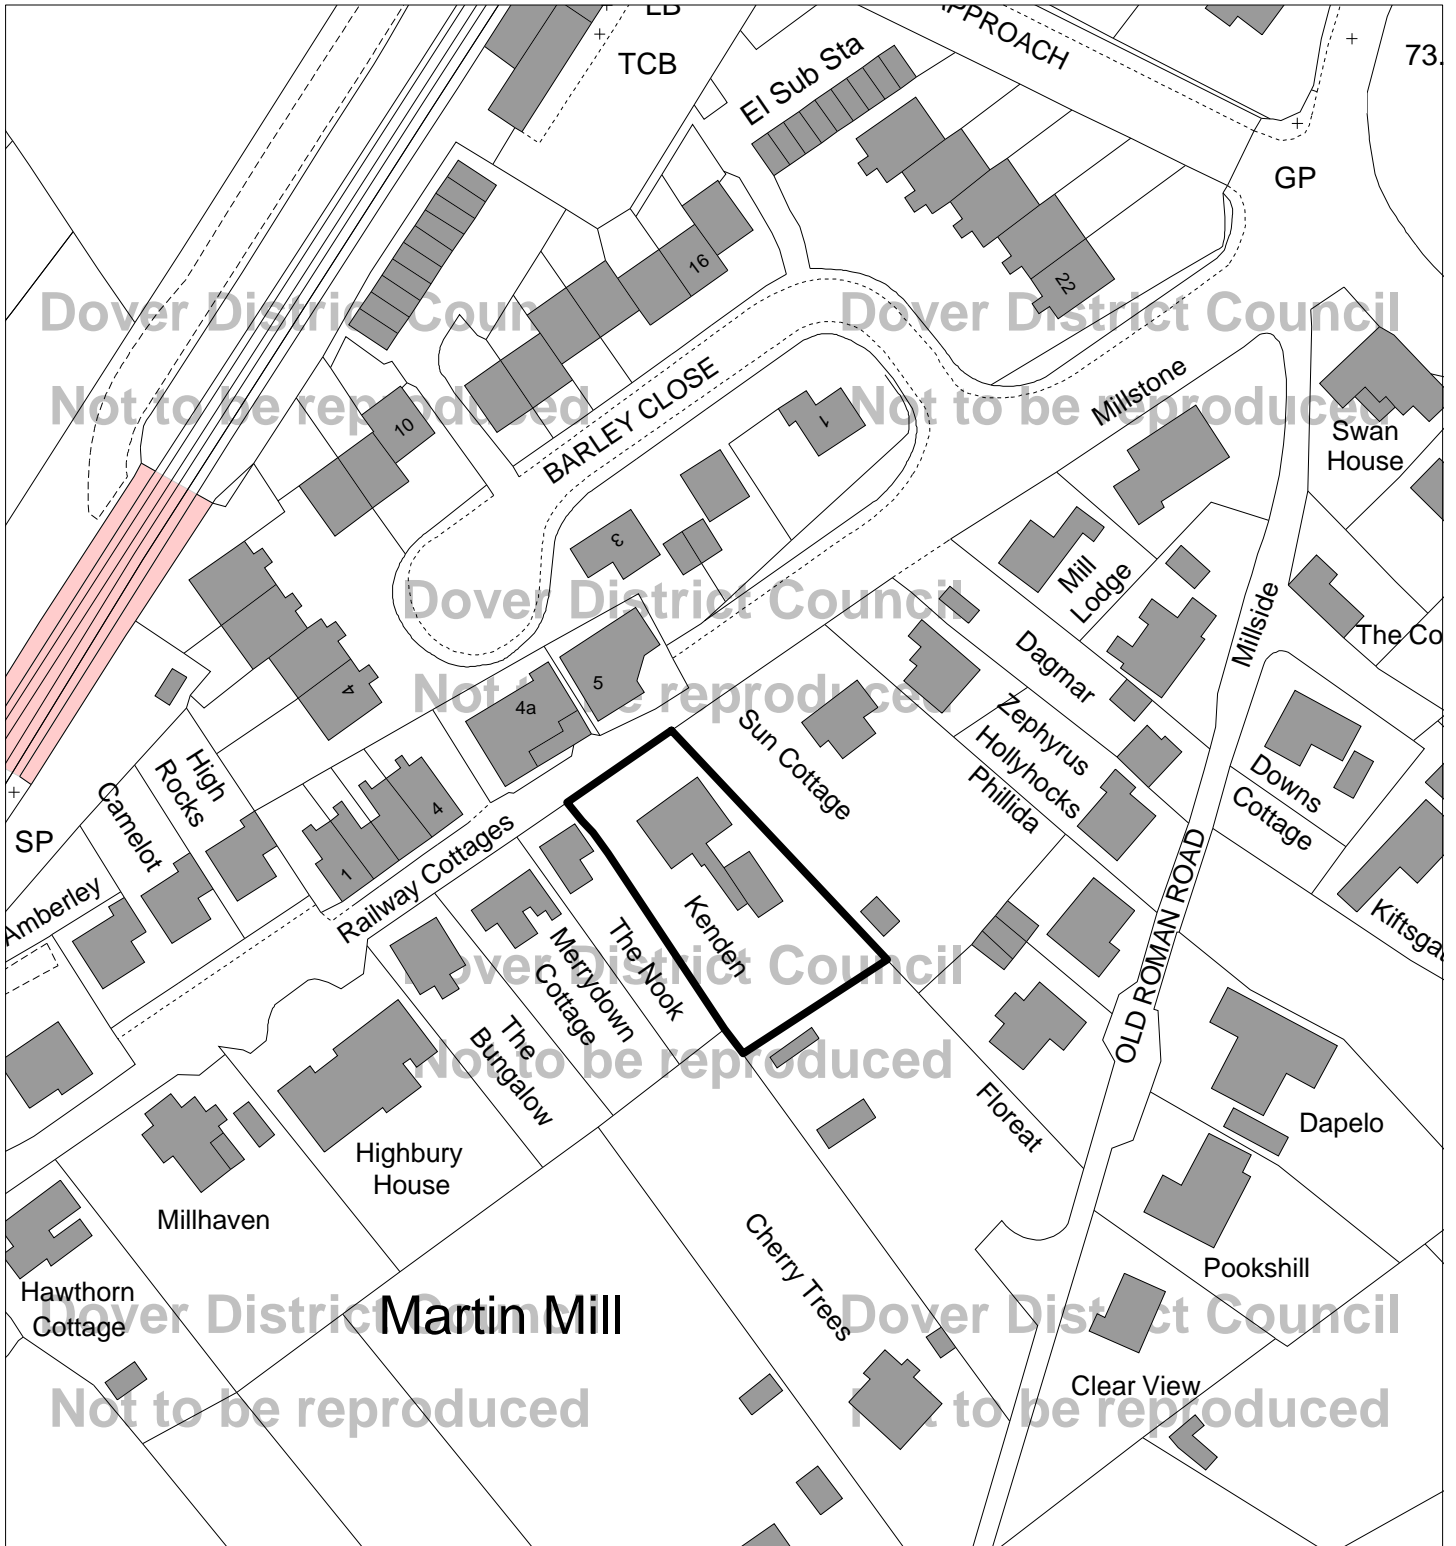 LB
TCB
El Sub Sta
APPROACH
73.
GP
16
22
Dover District Council
Dover District Council
BARLEY CLOSE
Millstone
Not to be reproduced
Not to be reproduced
10
1
Swan
House
3
Mill
Lodge
Dover District Council
Millside
The Co
Dagmar
4
5
4a
Not to be reproduced
Sun Cottage
Zephyrus
Hollyhocks
Phillida
High
Rocks
Camelot
Downs
Cottage
SP
4
1
Railway Cottages
Amberley
OLD ROMAN ROAD
Kiftsga
Kenden
The Nook
Merrydown
Cottage
Dover District Council
The
Bungalow
Not to be reproduced
Floreat
Dapelo
Highbury
House
Millhaven
Cherry Trees
Pookshill
Hawthorn
Cottage
Dover District Council
Martin Mill
Dover District Council
Clear View
Not to be reproduced
Not to be reproduced